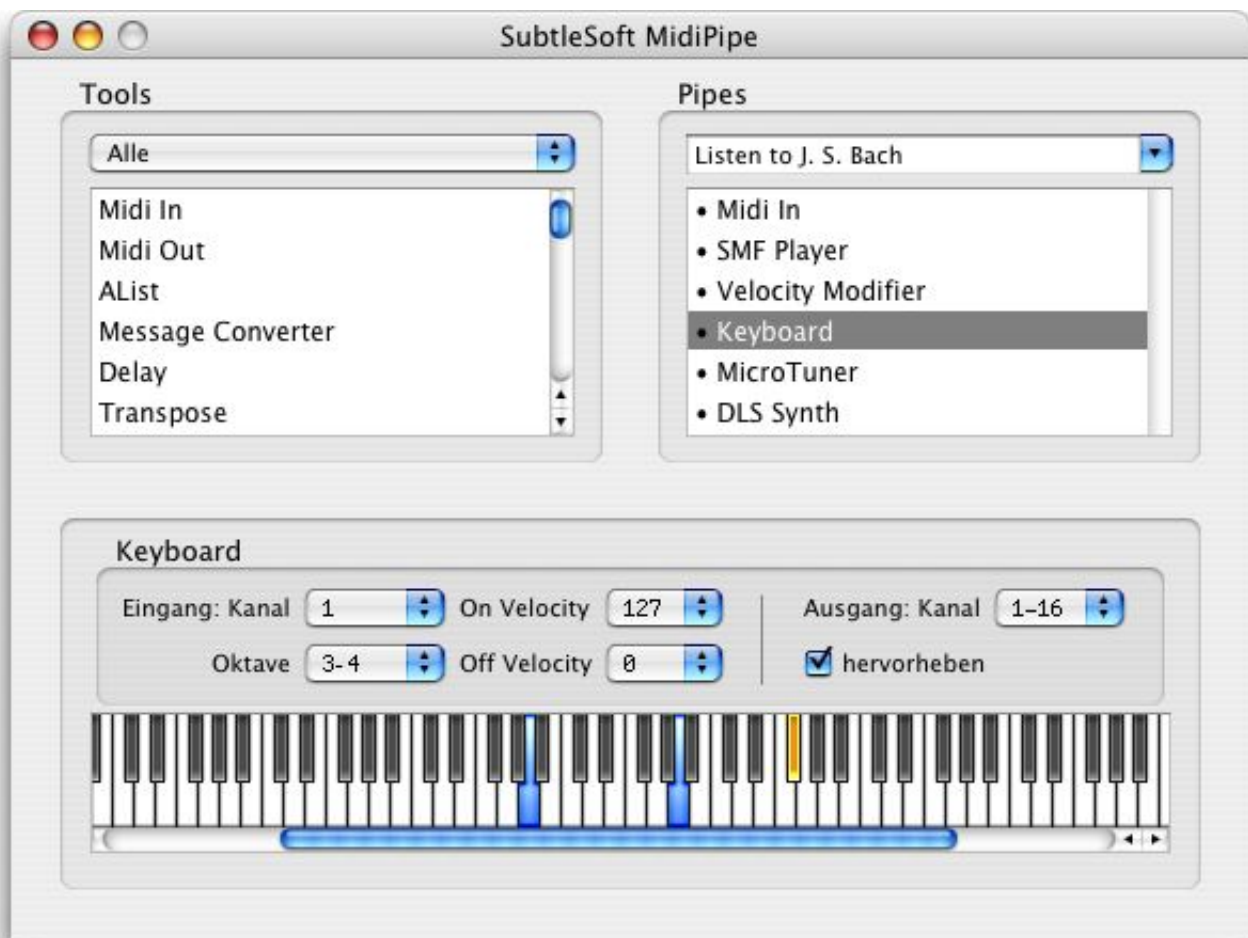 SubtleSoft MidiPipe
Tools
Alle
Midi In
Midi Out
AList
Message Converter
Delay
Transpose
Pipes
Listen to J. S. Bach
• Midi In
• SMF Player
• Velocity Modifier
• Keyboard
• MicroTuner
• DLS Synth
Keyboard
Eingang: Kanal 1 On Velocity 127 Ausgang: Kanal 1-16
Oktave 3-4 Off Velocity 0 hervorheben